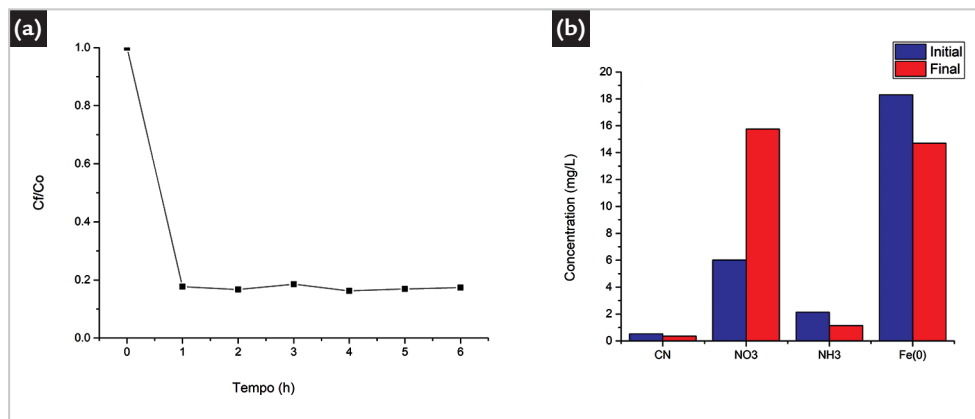 (a)
1.0
0.8
0.6
0.4
0.2
0.0
Cf/Co
0 1 2 3 4 5 6
Tempo (h)
(b)
Initial
Final
20
18
16
14
12
10
8
6
4
2
0
Concentration (mg/L)
CN NO3 NH3 Fe(0)